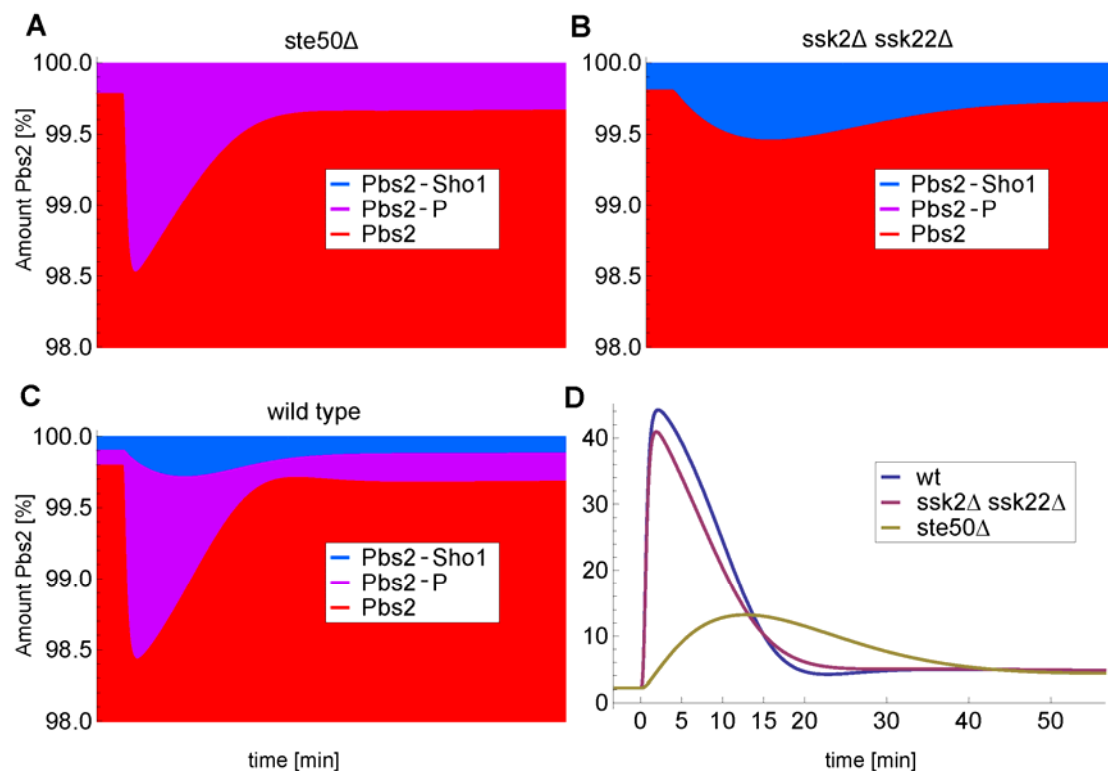 A
ste50Δ
Amount Pbs2 [%]
100.0
99.5
99.0
98.5
98.0
Pbs2-Sho1
Pbs2-P
Pbs2
B
ssk2Δ ssk22Δ
100.0
99.5
99.0
98.5
98.0
Pbs2-Sho1
Pbs2-P
Pbs2
C
wild type
Amount Pbs2 [%]
100.0
99.5
99.0
98.5
98.0
Pbs2-Sho1
Pbs2-P
Pbs2
time [min]
D
40
30
20
10
0
wt
ssk2Δ ssk22Δ
ste50Δ
0 5 10 15 20 30 40 50
time [min]